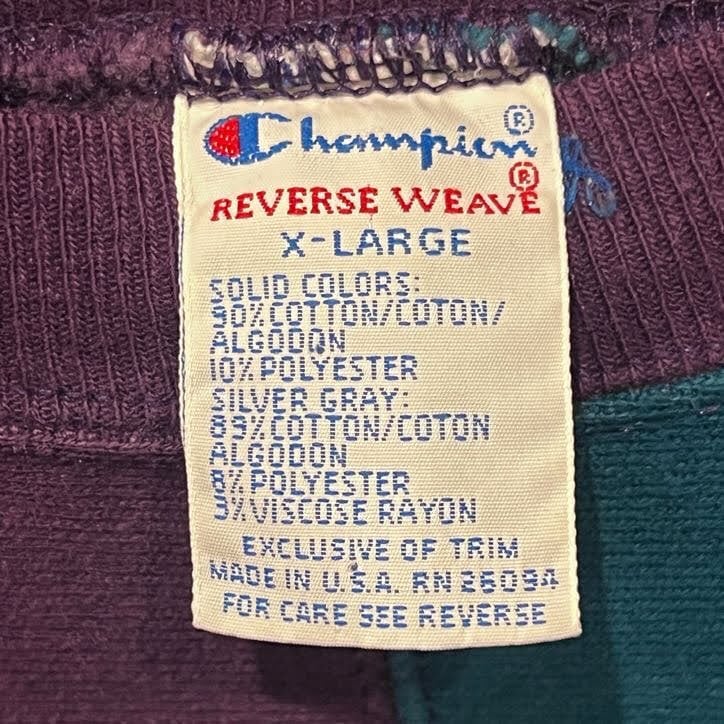 Champion®
REVERSE WEAVE®
X-LARGE
SOLID COLORS:
90% COTTON/COTON/
ALGODON
10% POLYESTER
SILVER GRAY:
89% COTTON/COTON
ALGODON
8% POLYESTER
3% VISCOSE RAYON
EXCLUSIVE OF TRIM
MADE IN U.S.A. RN 26094
FOR CARE SEE REVERSE